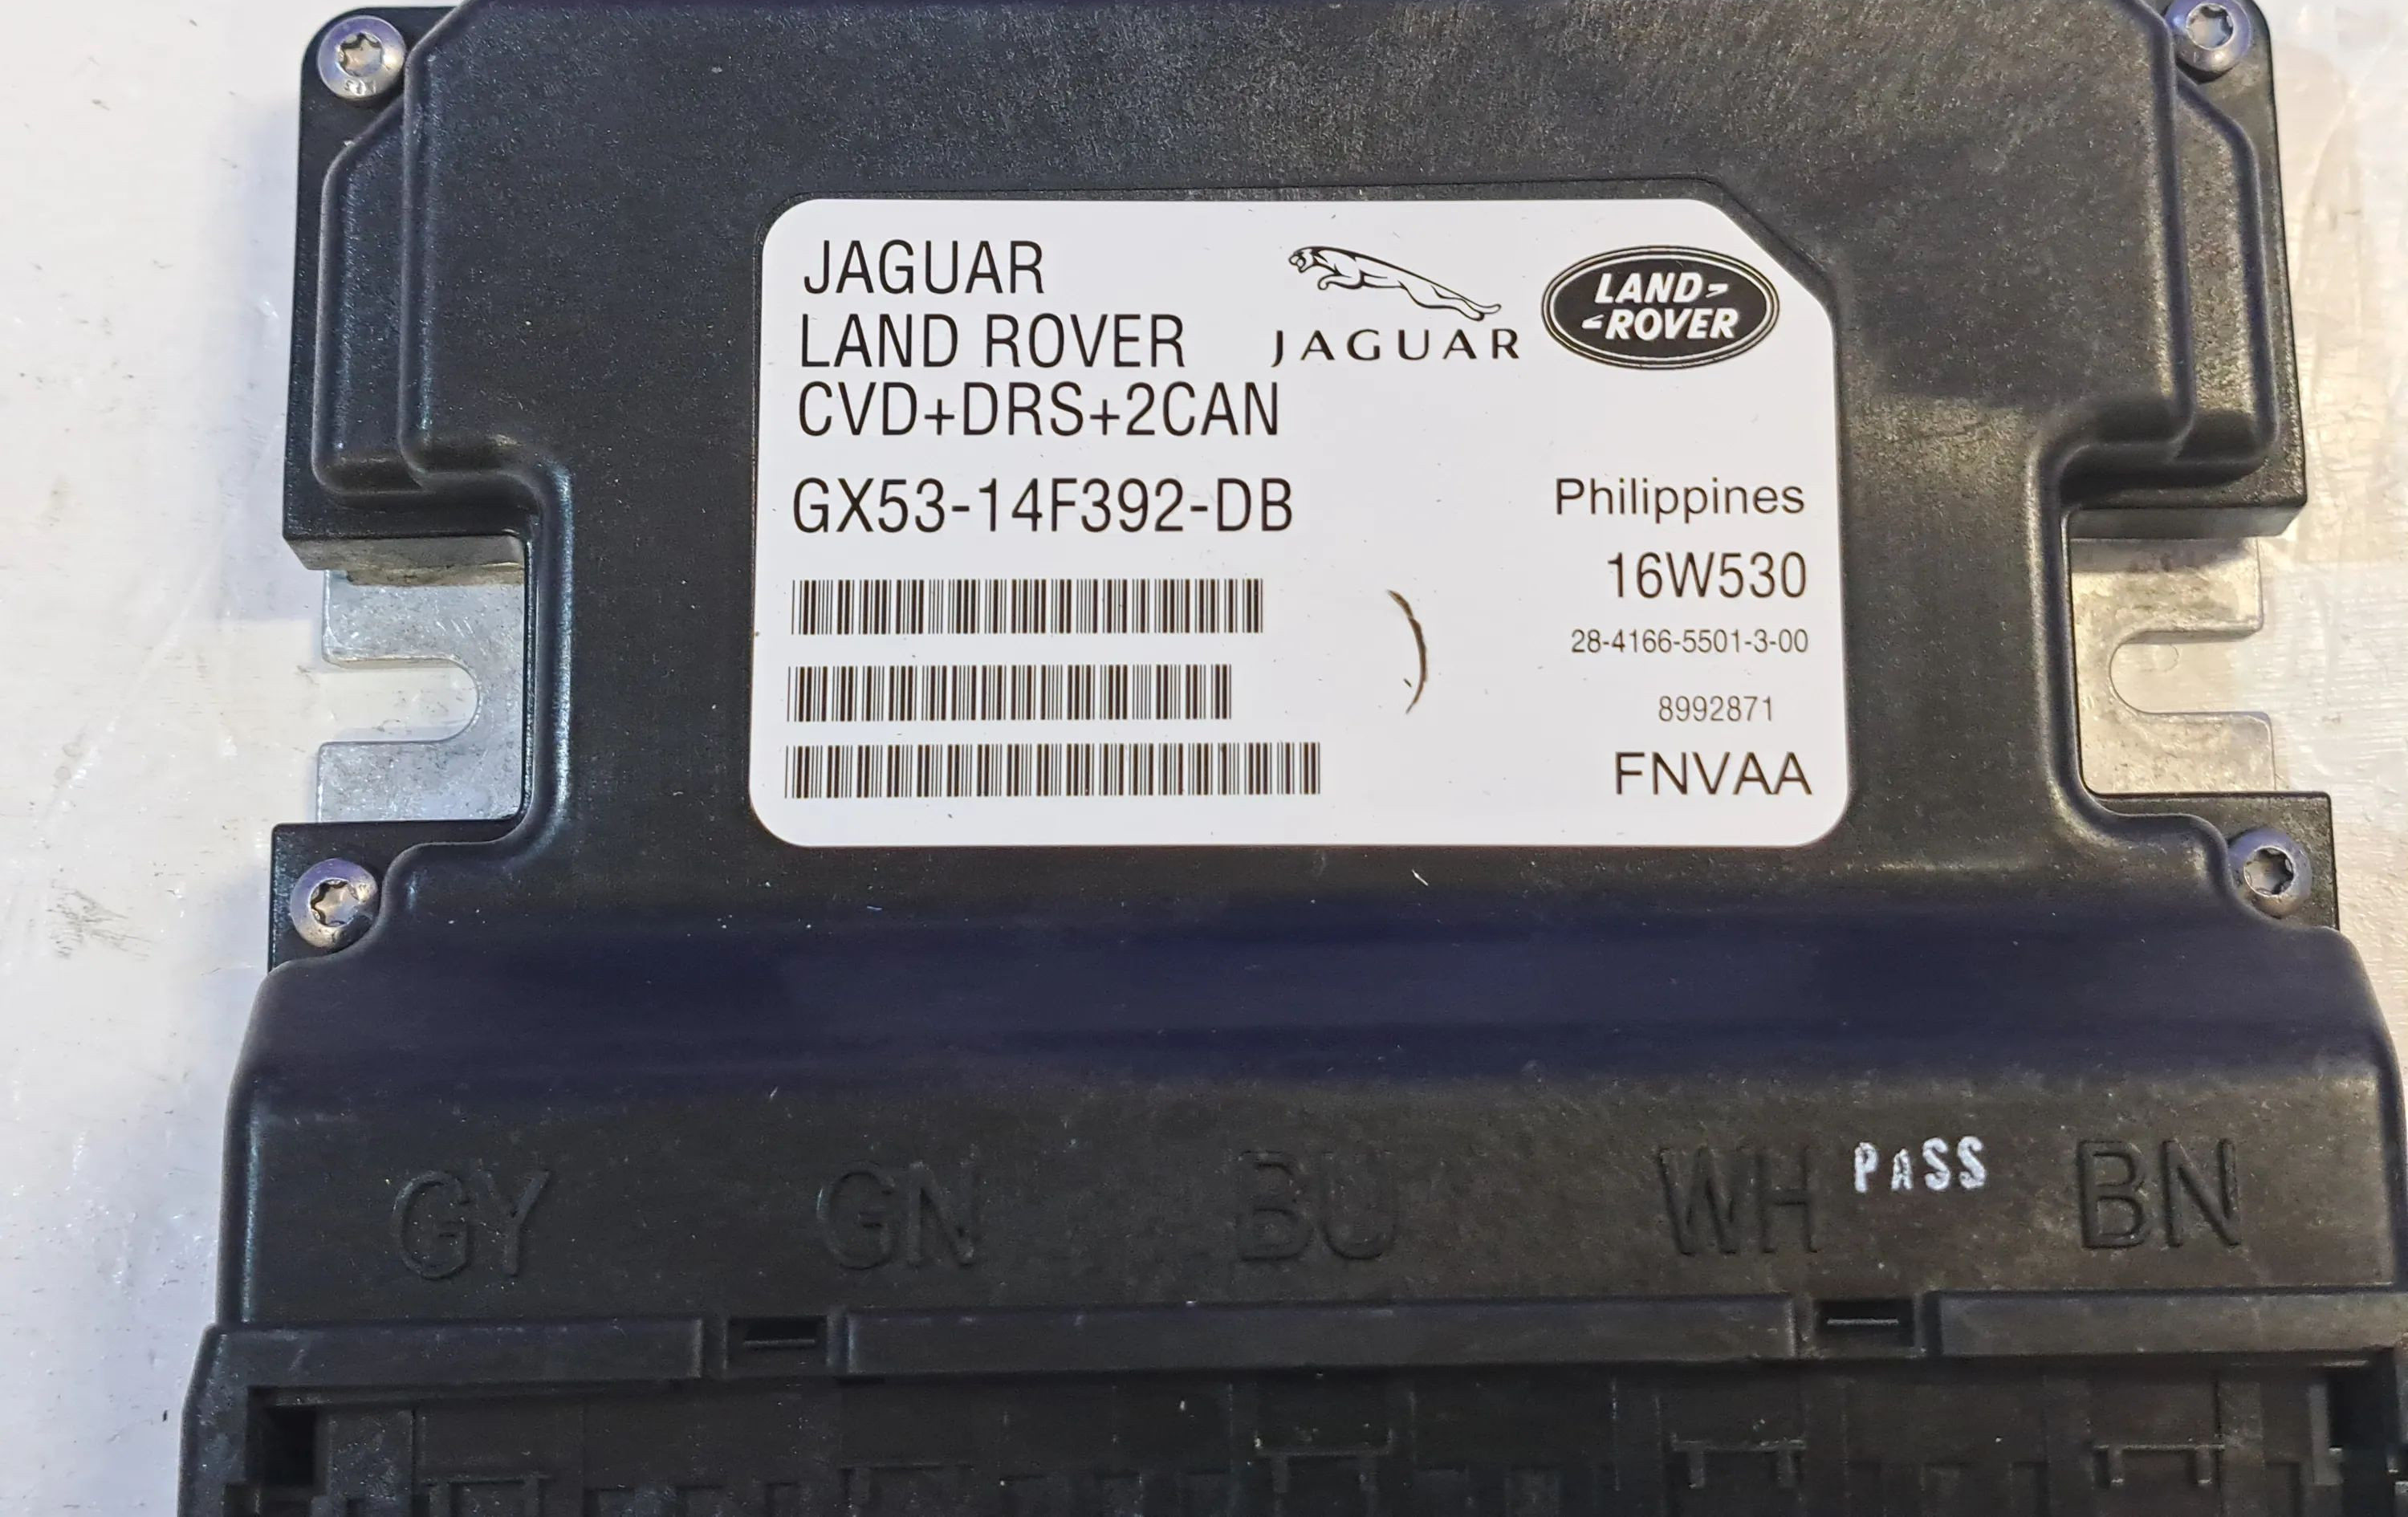 JAGUAR
LAND ROVER
CVD+DRS+2CAN
GX53-14F392-DB
JAGUAR
LAND-
-ROVER
Philippines
16W530
28-4166-5501-3-00
8992871
FNVAA
GY GN BU WH PASS BN